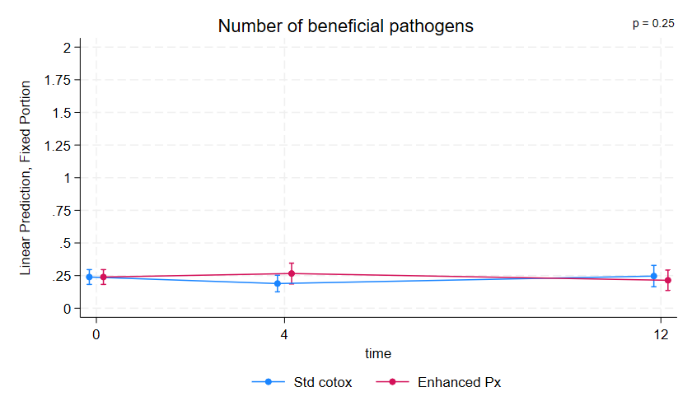 Number of beneficial pathogens
p = 0.25
Linear Prediction, Fixed Portion
2
1.75
1.5
1.25
1
.75
.5
.25
0
0 4 12
time
Std cotox Enhanced Px